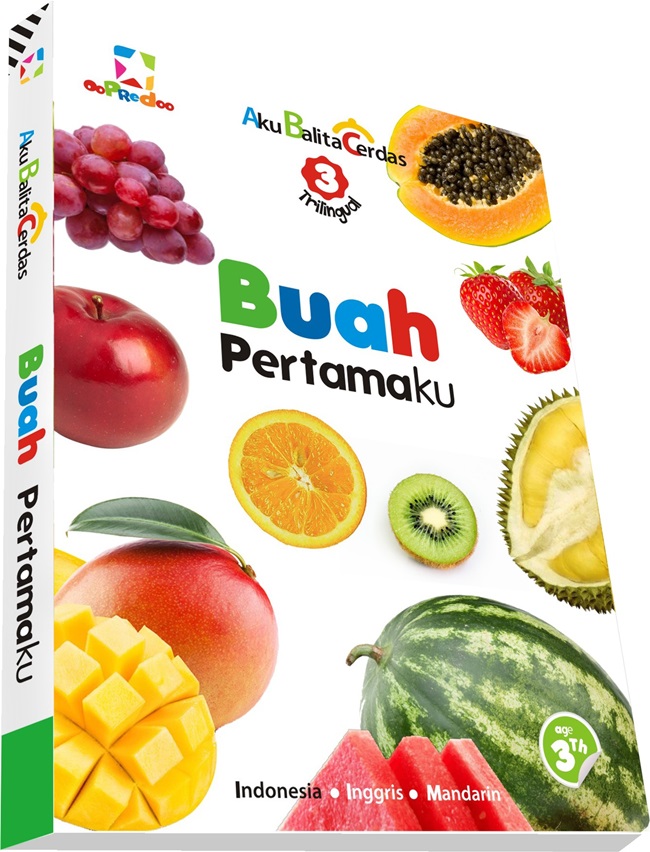 OoPRedoo
Aku Balita Cerdas
3
Trilingual
Buah
Pertamaku
age
3Th
Indonesia • Inggris • Mandarin
Aku Balita Cerdas
Buah Pertamaku